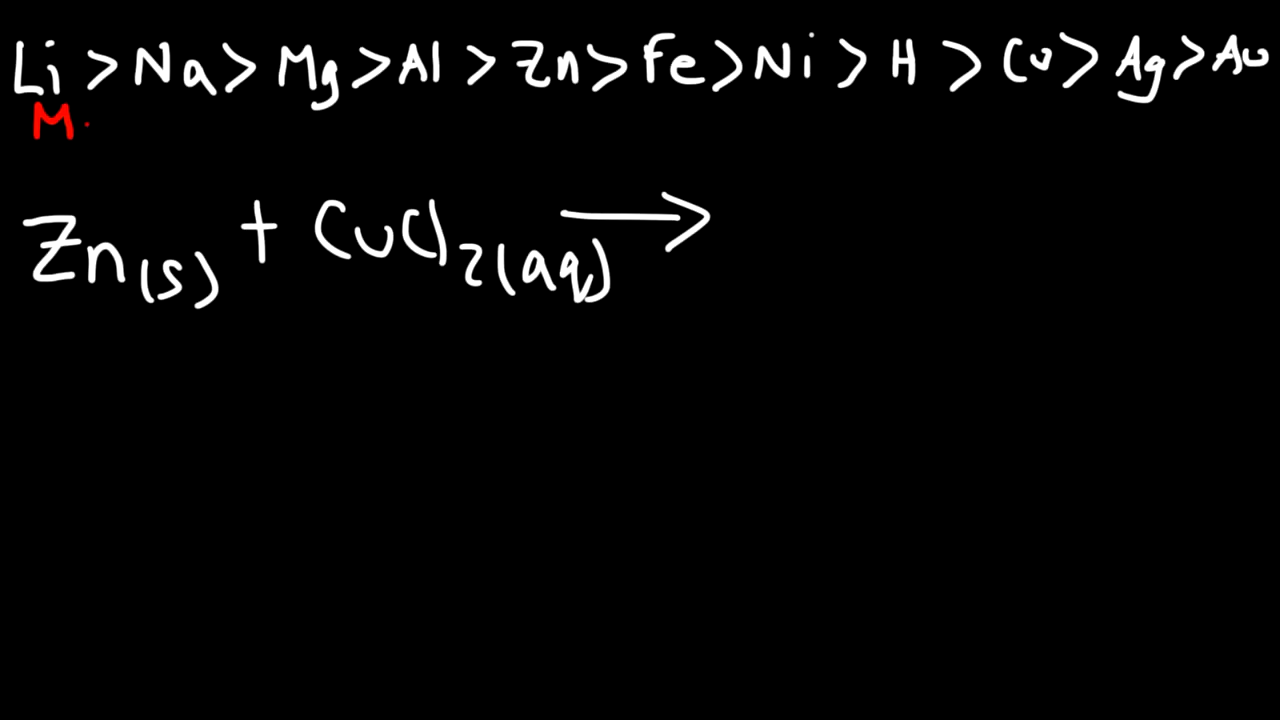 Li > Na > Mg > Al > Zn > Fe > Ni > H > Cu > Ag > Au
M
Zn(s) + CuCl2(aq) →